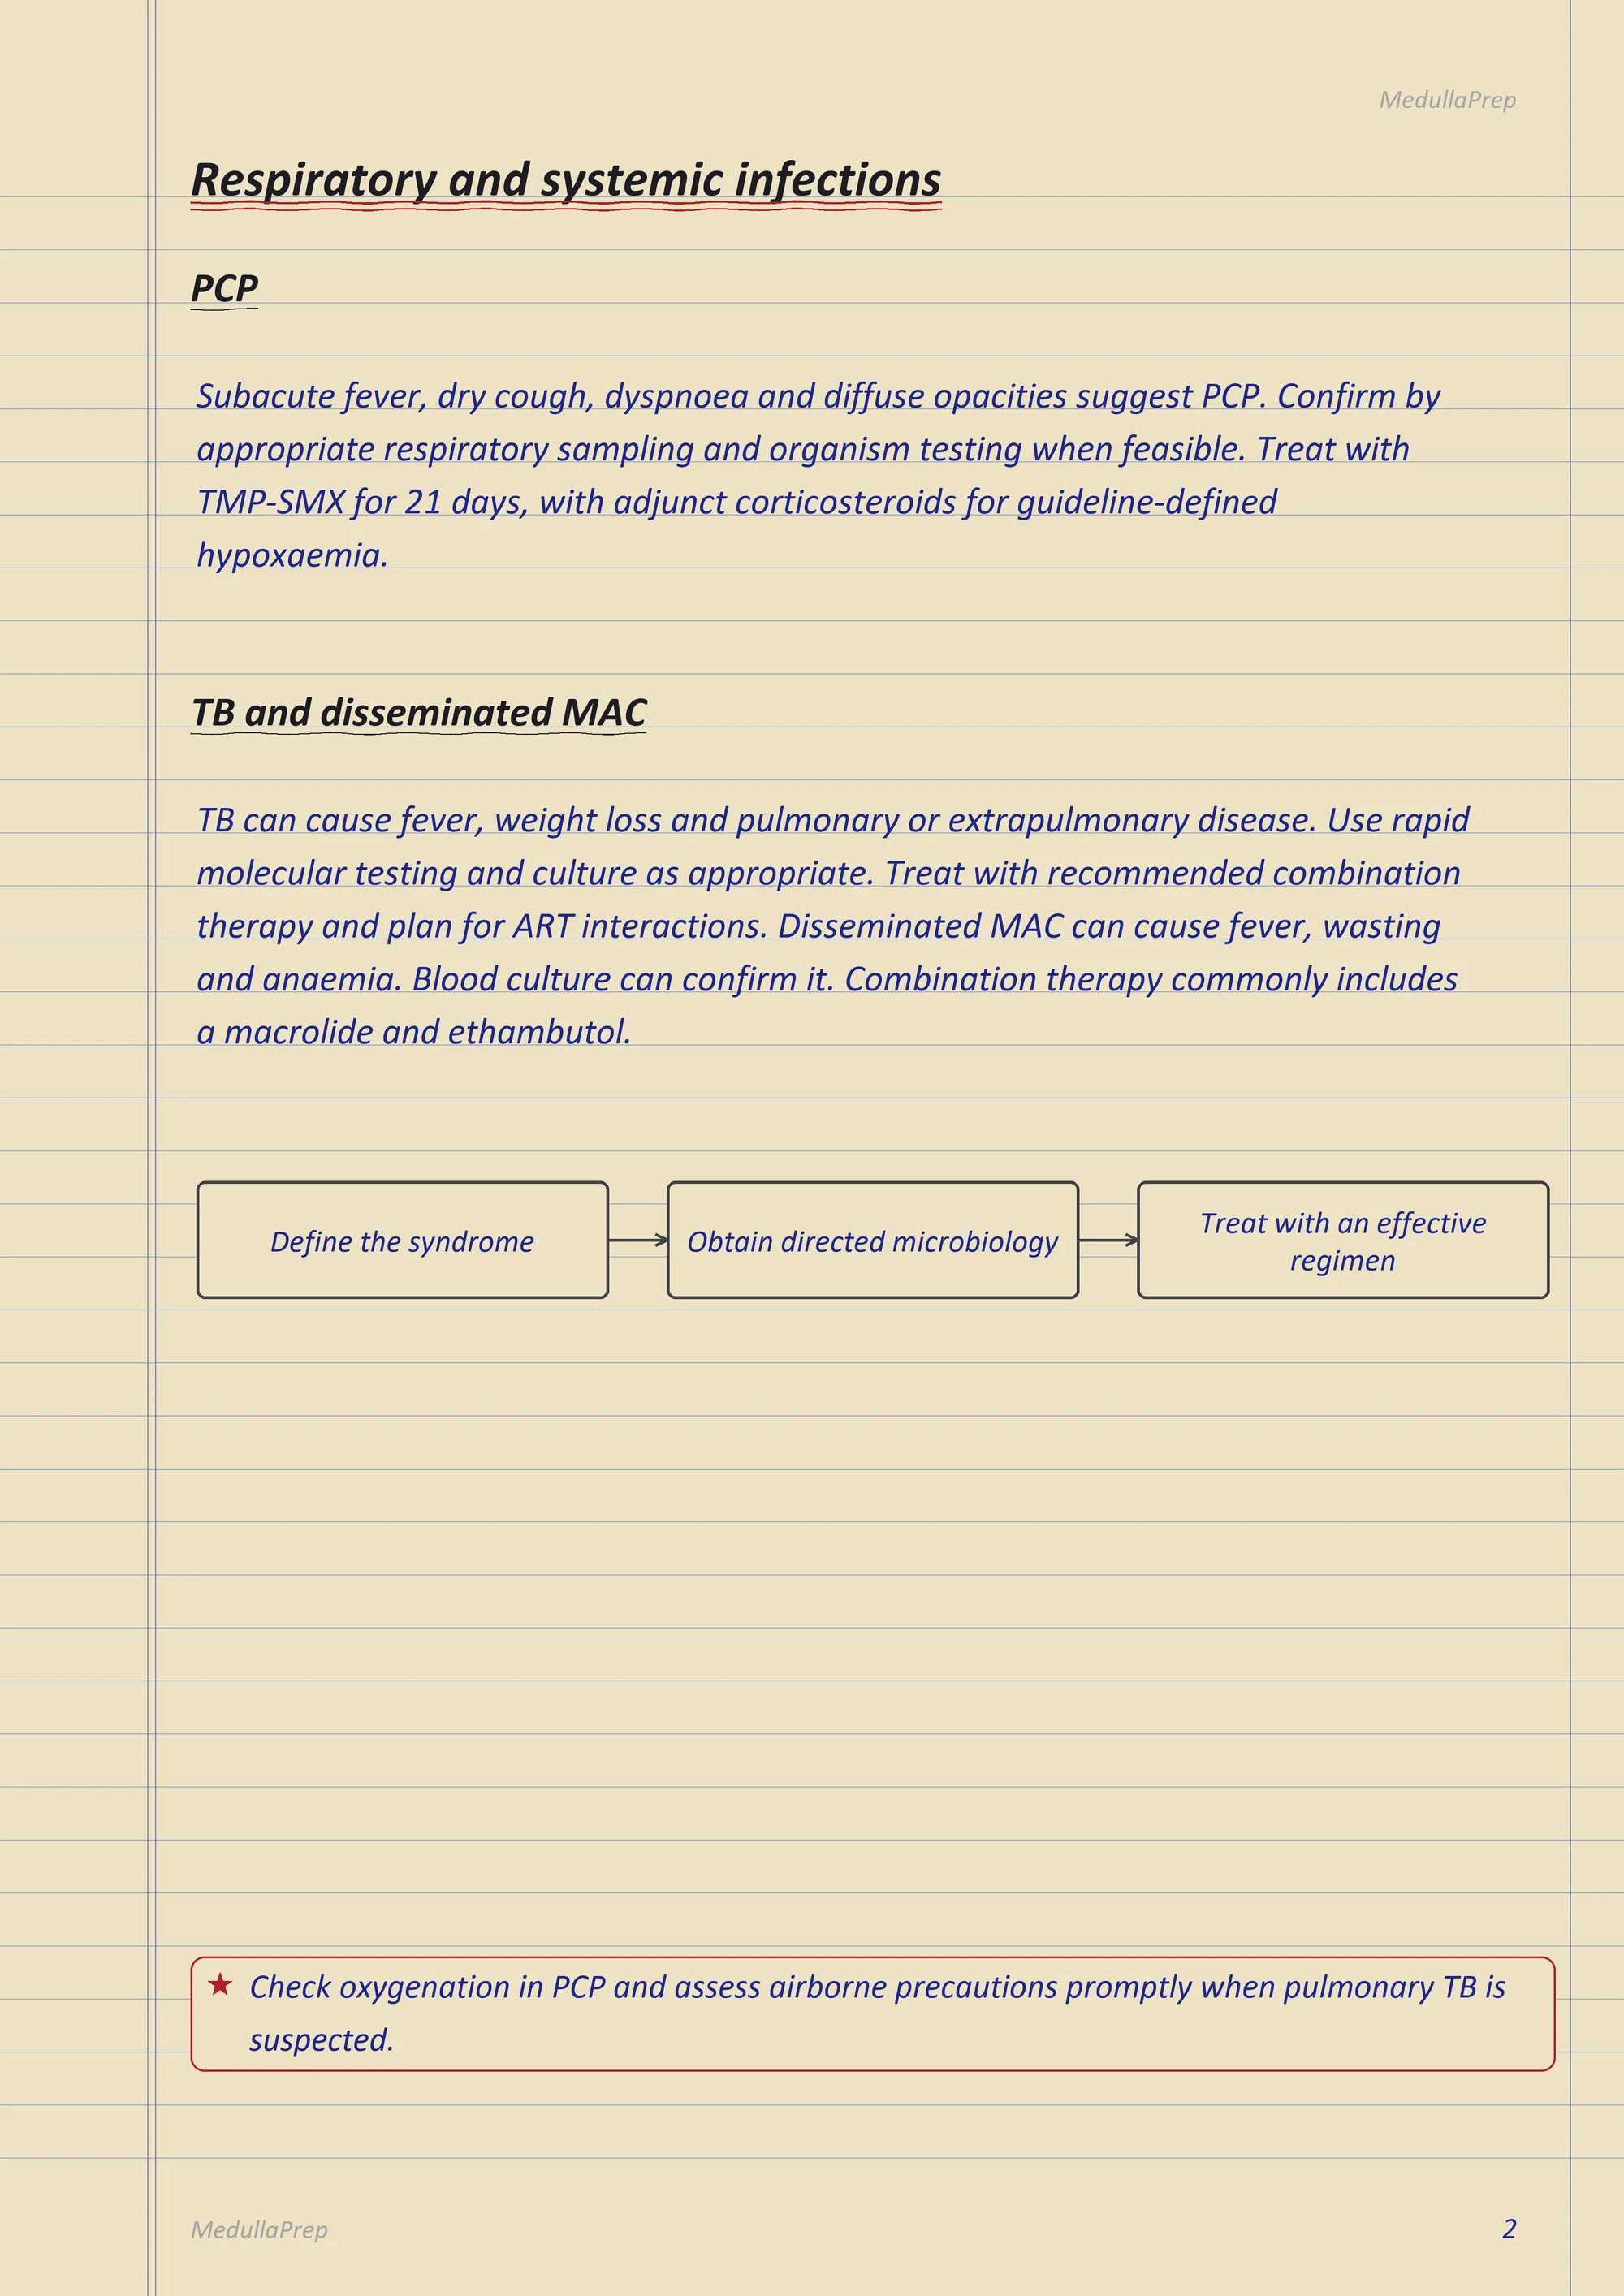 MedullaPrep
Respiratory and systemic infections
PCP
Subacute fever, dry cough, dyspnoea and diffuse opacities suggest PCP. Confirm by
appropriate respiratory sampling and organism testing when feasible. Treat with
TMP-SMX for 21 days, with adjunct corticosteroids for guideline-defined
hypoxaemia.
TB and disseminated MAC
TB can cause fever, weight loss and pulmonary or extrapulmonary disease. Use rapid
molecular testing and culture as appropriate. Treat with recommended combination
therapy and plan for ART interactions. Disseminated MAC can cause fever, wasting
and anaemia. Blood culture can confirm it. Combination therapy commonly includes
a macrolide and ethambutol.
Define the syndrome
Obtain directed microbiology
Treat with an effective
regimen
★ Check oxygenation in PCP and assess airborne precautions promptly when pulmonary TB is
suspected.
MedullaPrep
2